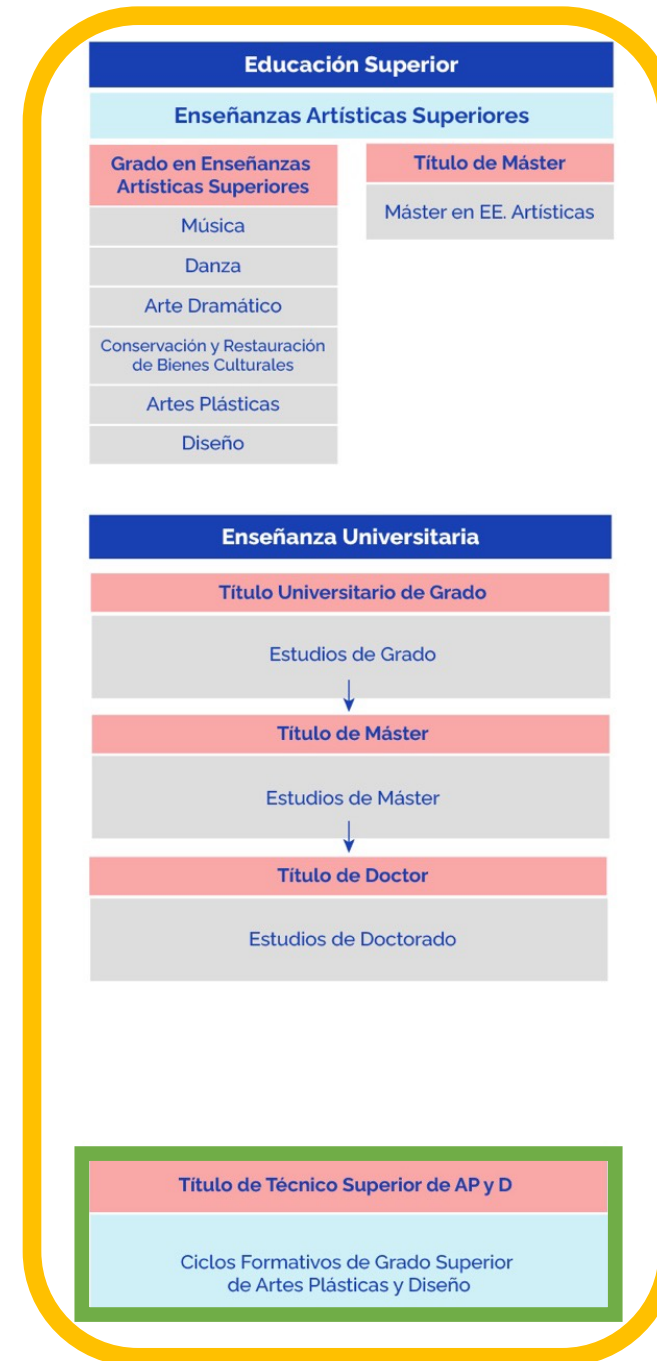 Educación Superior
Enseñanzas Artísticas Superiores
Grado en Enseñanzas
Artísticas Superiores
Música
Danza
Arte Dramático
Conservación y Restauración
de Bienes Culturales
Artes Plásticas
Diseño
Título de Máster
Máster en EE. Artísticas
Enseñanza Universitaria
Título Universitario de Grado
Estudios de Grado
Título de Máster
Estudios de Máster
Título de Doctor
Estudios de Doctorado
Título de Técnico Superior de AP y D
Ciclos Formativos de Grado Superior
de Artes Plásticas y Diseño